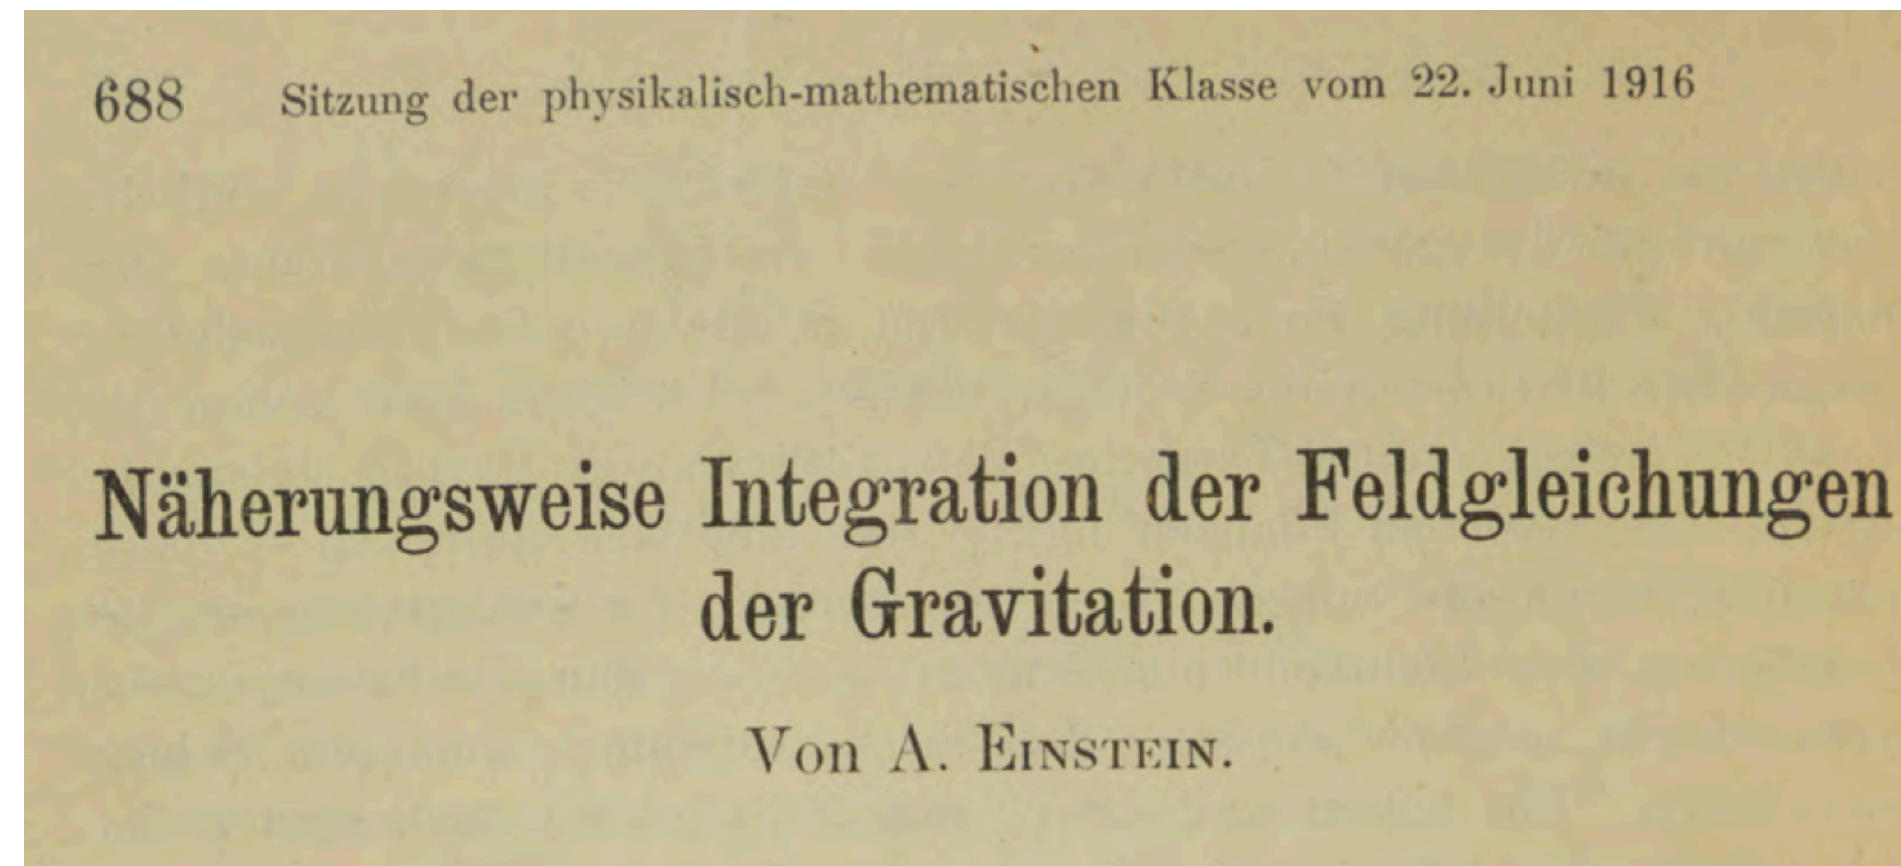 688 Sitzung der physikalisch-mathematischen Klasse vom 22. Juni 1916
Näherungsweise Integration der Feldgleichungen
der Gravitation.
Von A. EINSTEIN.